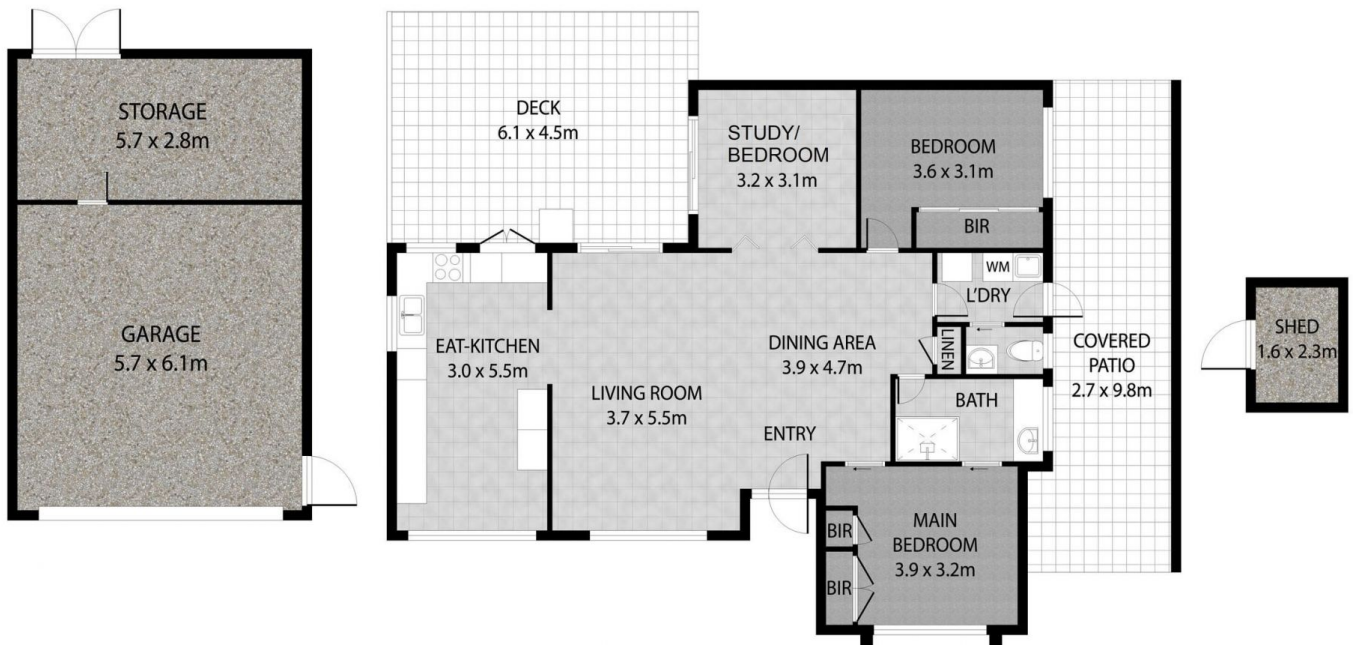 STORAGE
5.7 x 2.8m
GARAGE
5.7 x 6.1m
DECK
6.1 x 4.5m
STUDY/
BEDROOM
3.2 x 3.1m
BEDROOM
3.6 x 3.1m
BIR
WM
L'DRY
LINEN
EAT-KITCHEN
3.0 x 5.5m
LIVING ROOM
3.7 x 5.5m
DINING AREA
3.9 x 4.7m
ENTRY
BATH
COVERED
PATIO
2.7 x 9.8m
BIR
BIR
MAIN
BEDROOM
3.9 x 3.2m
SHED
1.6 x 2.3m